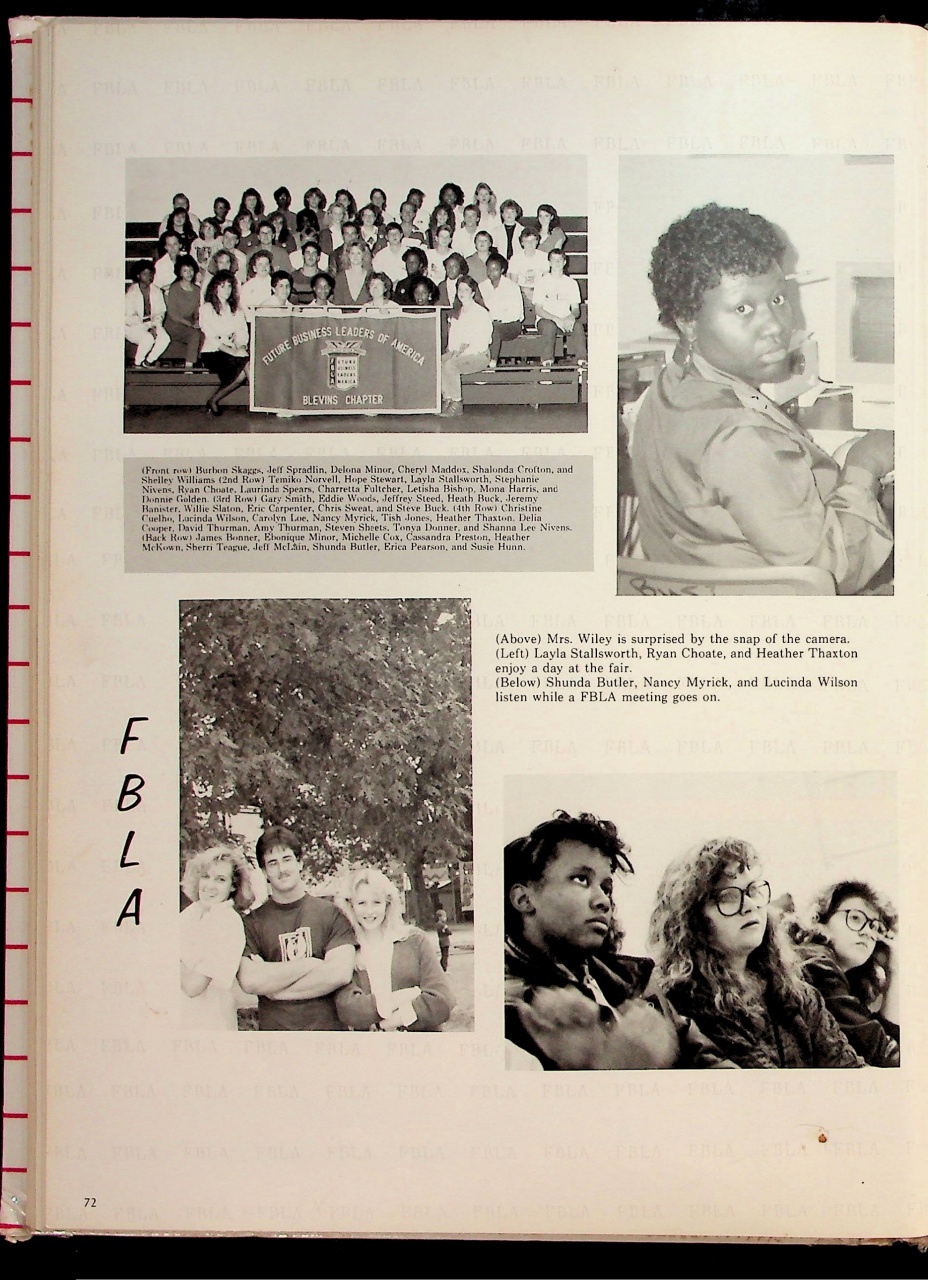 FUTURE BUSINESS LEADERS OF AMERICA
FUTURE
BUSINESS
LEADERS
AMERICA
BLEVINS CHAPTER
(Front row) Burbon Skaggs, Jeff Spradlin, Delona Minor, Cheryl Maddox, Shalonda Crofton, and
Shelley Williams (2nd Row) Temiko Norvell, Hope Stewart, Layla Stallsworth, Stephanie
Nivens, Ryan Choate, Laurinda Spears, Charretta Fultcher, Letisha Bishop, Mona Harris, and
Donnie Golden. (3rd Row) Gary Smith, Eddie Woods, Jeffrey Steed, Heath Buck, Jeremy
Banister, Willie Slaton, Eric Carpenter, Chris Sweat, and Steve Buck. (4th Row) Christine
Cuelho, Lucinda Wilson, Carolyn Loe, Nancy Myrick, Tish Jones, Heather Thaxton, Delia
Cooper, David Thurman, Amy Thurman, Steven Sheets, Tonya Donner, and Shanna Lee Nivens.
(Back Row) James Bonner, Ebonique Minor, Michelle Cox, Cassandra Preston, Heather
McKown, Sherri Teague, Jeff McLain, Shunda Butler, Erica Pearson, and Susie Hunn.
(Above) Mrs. Wiley is surprised by the snap of the camera.
(Left) Layla Stallsworth, Ryan Choate, and Heather Thaxton
enjoy a day at the fair.
(Below) Shunda Butler, Nancy Myrick, and Lucinda Wilson
listen while a FBLA meeting goes on.
F
B
L
A
72